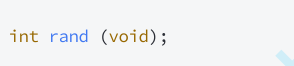 int rand (void);